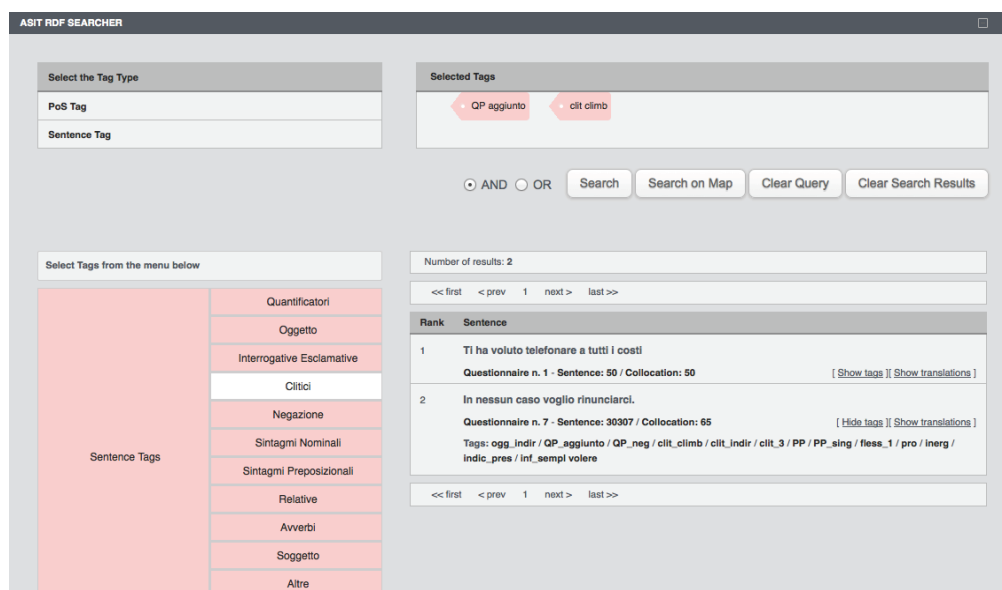 ASIT RDF SEARCHER
Select the Tag Type
PoS Tag
Sentence Tag
Selected Tags
QP aggiunto
clit climb
AND OR Search Search on Map Clear Query Clear Search Results
Select Tags from the menu below
Sentence Tags
Quantificatori
Oggetto
Interrogative Esclamative
Clitici
Negazione
Sintagmi Nominali
Sintagmi Preposizionali
Relative
Avverbi
Soggetto
Altre
Number of results: 2
<< first < prev 1 next > last >>
Rank Sentence
1 Ti ha voluto telefonare a tutti i costi
Questionnaire n. 1 - Sentence: 50 / Collocation: 50 [ Show tags ][ Show translations ]
2 In nessun caso voglio rinunciarci.
Questionnaire n. 7 - Sentence: 30307 / Collocation: 65 [ Hide tags ][ Show translations ]
Tags: ogg_indir / QP_aggiunto / QP_neg / clit_climb / clit_indir / clit_3 / PP / PP_sing / fless_1 / pro / inerg /
indic_pres / inf_sempl volere
<< first < prev 1 next > last >>